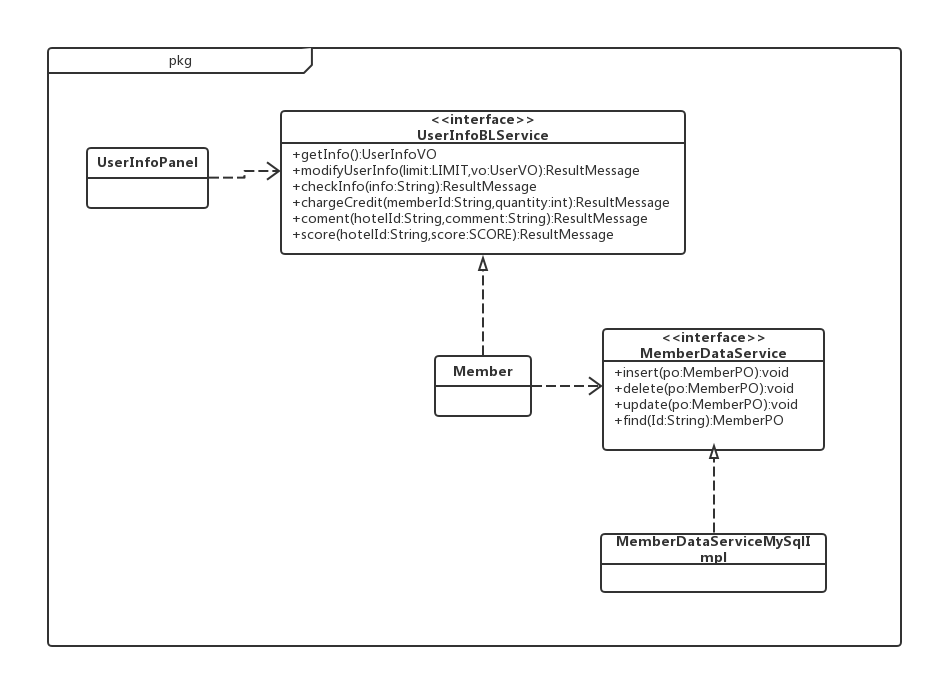 pkg
<<interface>>
UserInfoBLService
+getInfo():UserInfoVO
+modifyUserInfo(limit:LIMIT,vo:UserVO):ResultMessage
+checkInfo(info:String):ResultMessage
+chargeCredit(memberId:String,quantity:int):ResultMessage
+coment(hotelId:String,comment:String):ResultMessage
+score(hotelId:String,score:SCORE):ResultMessage
UserInfoPanel
Member
<<interface>>
MemberDataService
+insert(po:MemberPO):void
+delete(po:MemberPO):void
+update(po:MemberPO):void
+find(Id:String):MemberPO
MemberDataServiceMySqlI
mpl